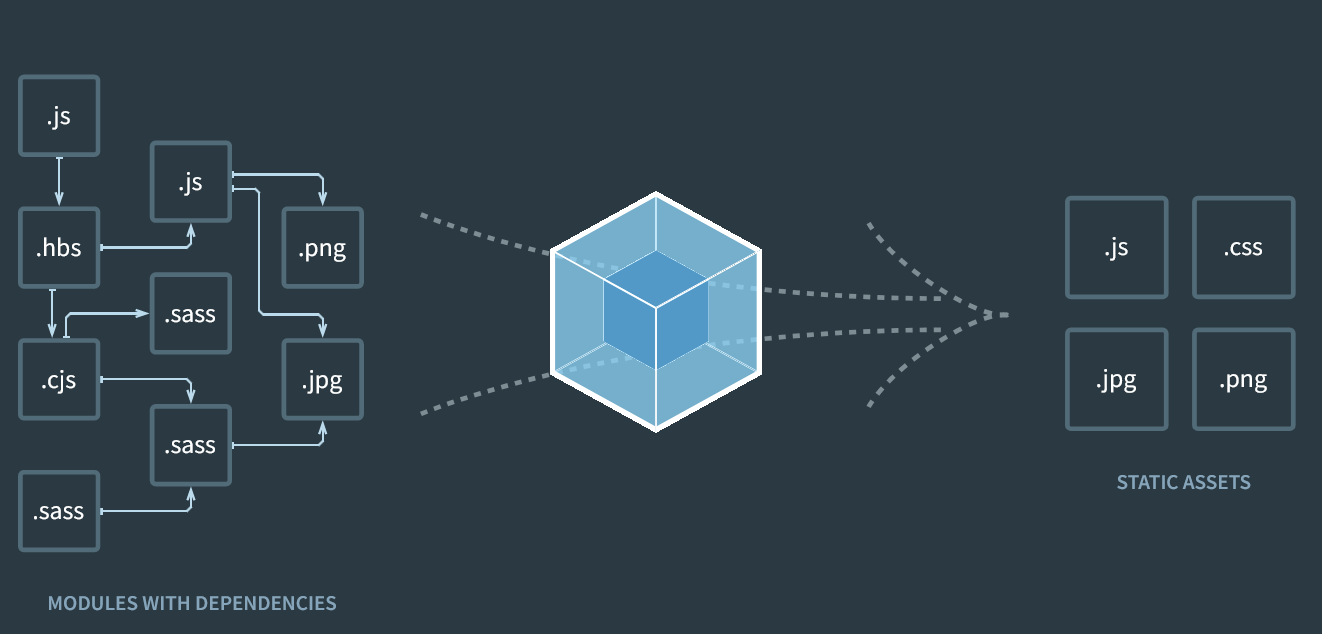 .js
.js
.hbs
.png
.sass
.cjs
.jpg
.sass
.sass
MODULES WITH DEPENDENCIES
.js
.css
.jpg
.png
STATIC ASSETS